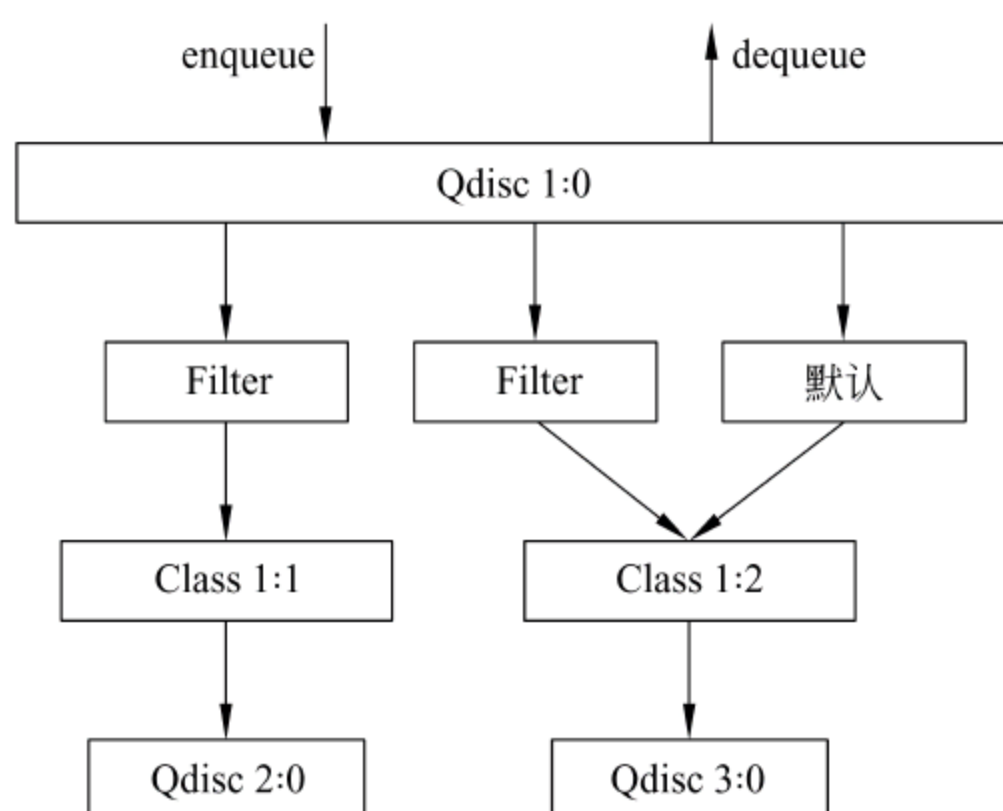 enqueue
dequeue
Qdisc 1:0
Filter
Filter
默认
Class 1:1
Class 1:2
Qdisc 2:0
Qdisc 3:0